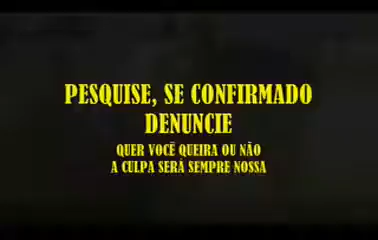 PESQUISE, SE CONFIRMADO
DENUNCIE
QUER VOCÊ QUEIRA OU NÃO
A CULPA SERÁ SEMPRE NOSSA